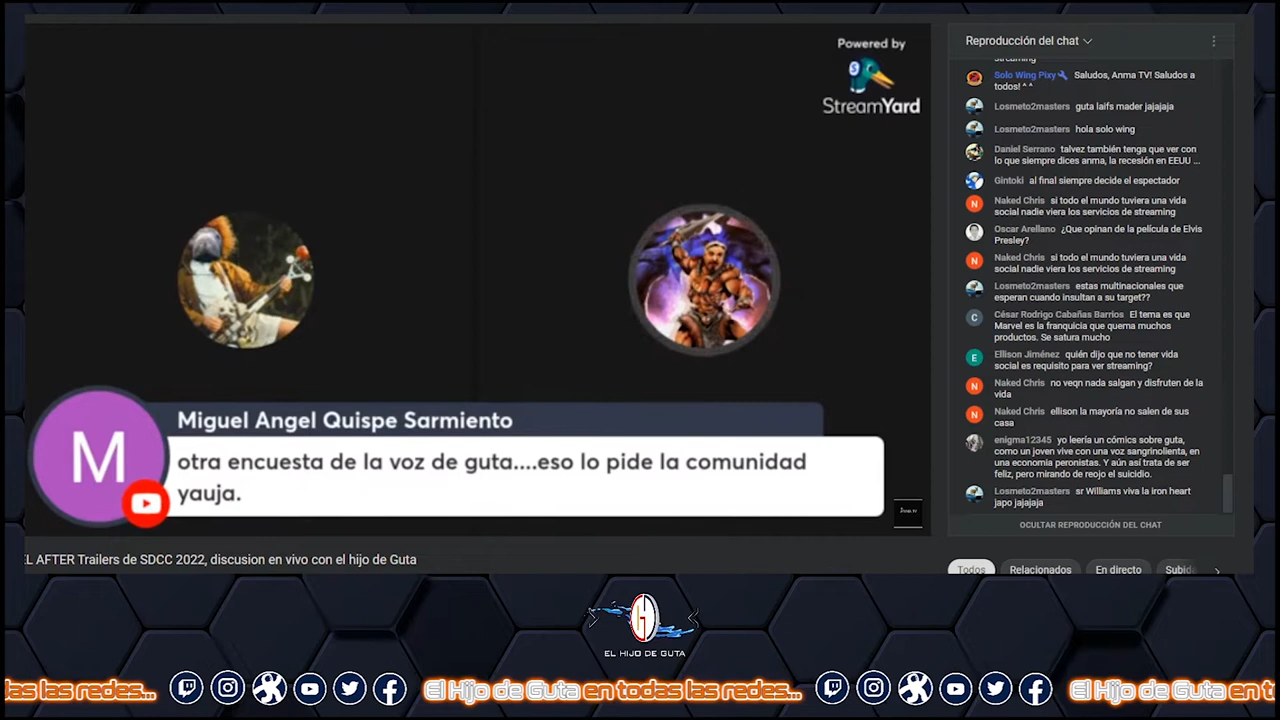 Powered by
StreamYard
Miguel Angel Quispe Sarmiento
otra encuesta de la voz de guta....eso lo pide la comunidad
yauja.
EL AFTER Trailers de SDCC 2022, discusion en vivo con el hijo de Guta
Reproducción del chat
streaming
Solo Wing Pixy Saludos, Anma TV! Saludos a
todos! ^^
Losmeto2masters guta laifs mader jajajaja
Losmeto2masters hola solo wing
Daniel Serrano talvez también tenga que ver con
lo que siempre dices anma, la recesión en EEUU ...
Gintoki al final siempre decide el espectador
Naked Chris si todo el mundo tuviera una vida
social nadie viera los servicios de streaming
Oscar Arellano ¿Que opinan de la película de Elvis
Presley?
Naked Chris si todo el mundo tuviera una vida
social nadie viera los servicios de streaming
Losmeto2masters estas multinacionales que
esperan cuando insultan a su target??
César Rodrigo Cabañas Barrios El tema es que
Marvel es la franquicia que quema muchos
productos. Se satura mucho
Ellison Jiménez quién dijo que no tener vida
social es requisito para ver streaming?
Naked Chris no veqn nada salgan y disfruten de la
vida
Naked Chris ellison la mayoría no salen de sus
casa
enigma12345 yo leería un cómics sobre guta,
como un joven vive con una voz sangrinolienta, en
una economia peronistas. Y aún así trata de ser
feliz, pero mirando de reojo el suicidio.
Losmeto2masters sr Williams viva la iron heart
japo jajajaja
OCULTAR REPRODUCCIÓN DEL CHAT
Todos Relacionados En directo Subid
EL HIJO DE GUTA
das las redes... El Hijo de Guta en todas las redes... El Hijo de Guta en to